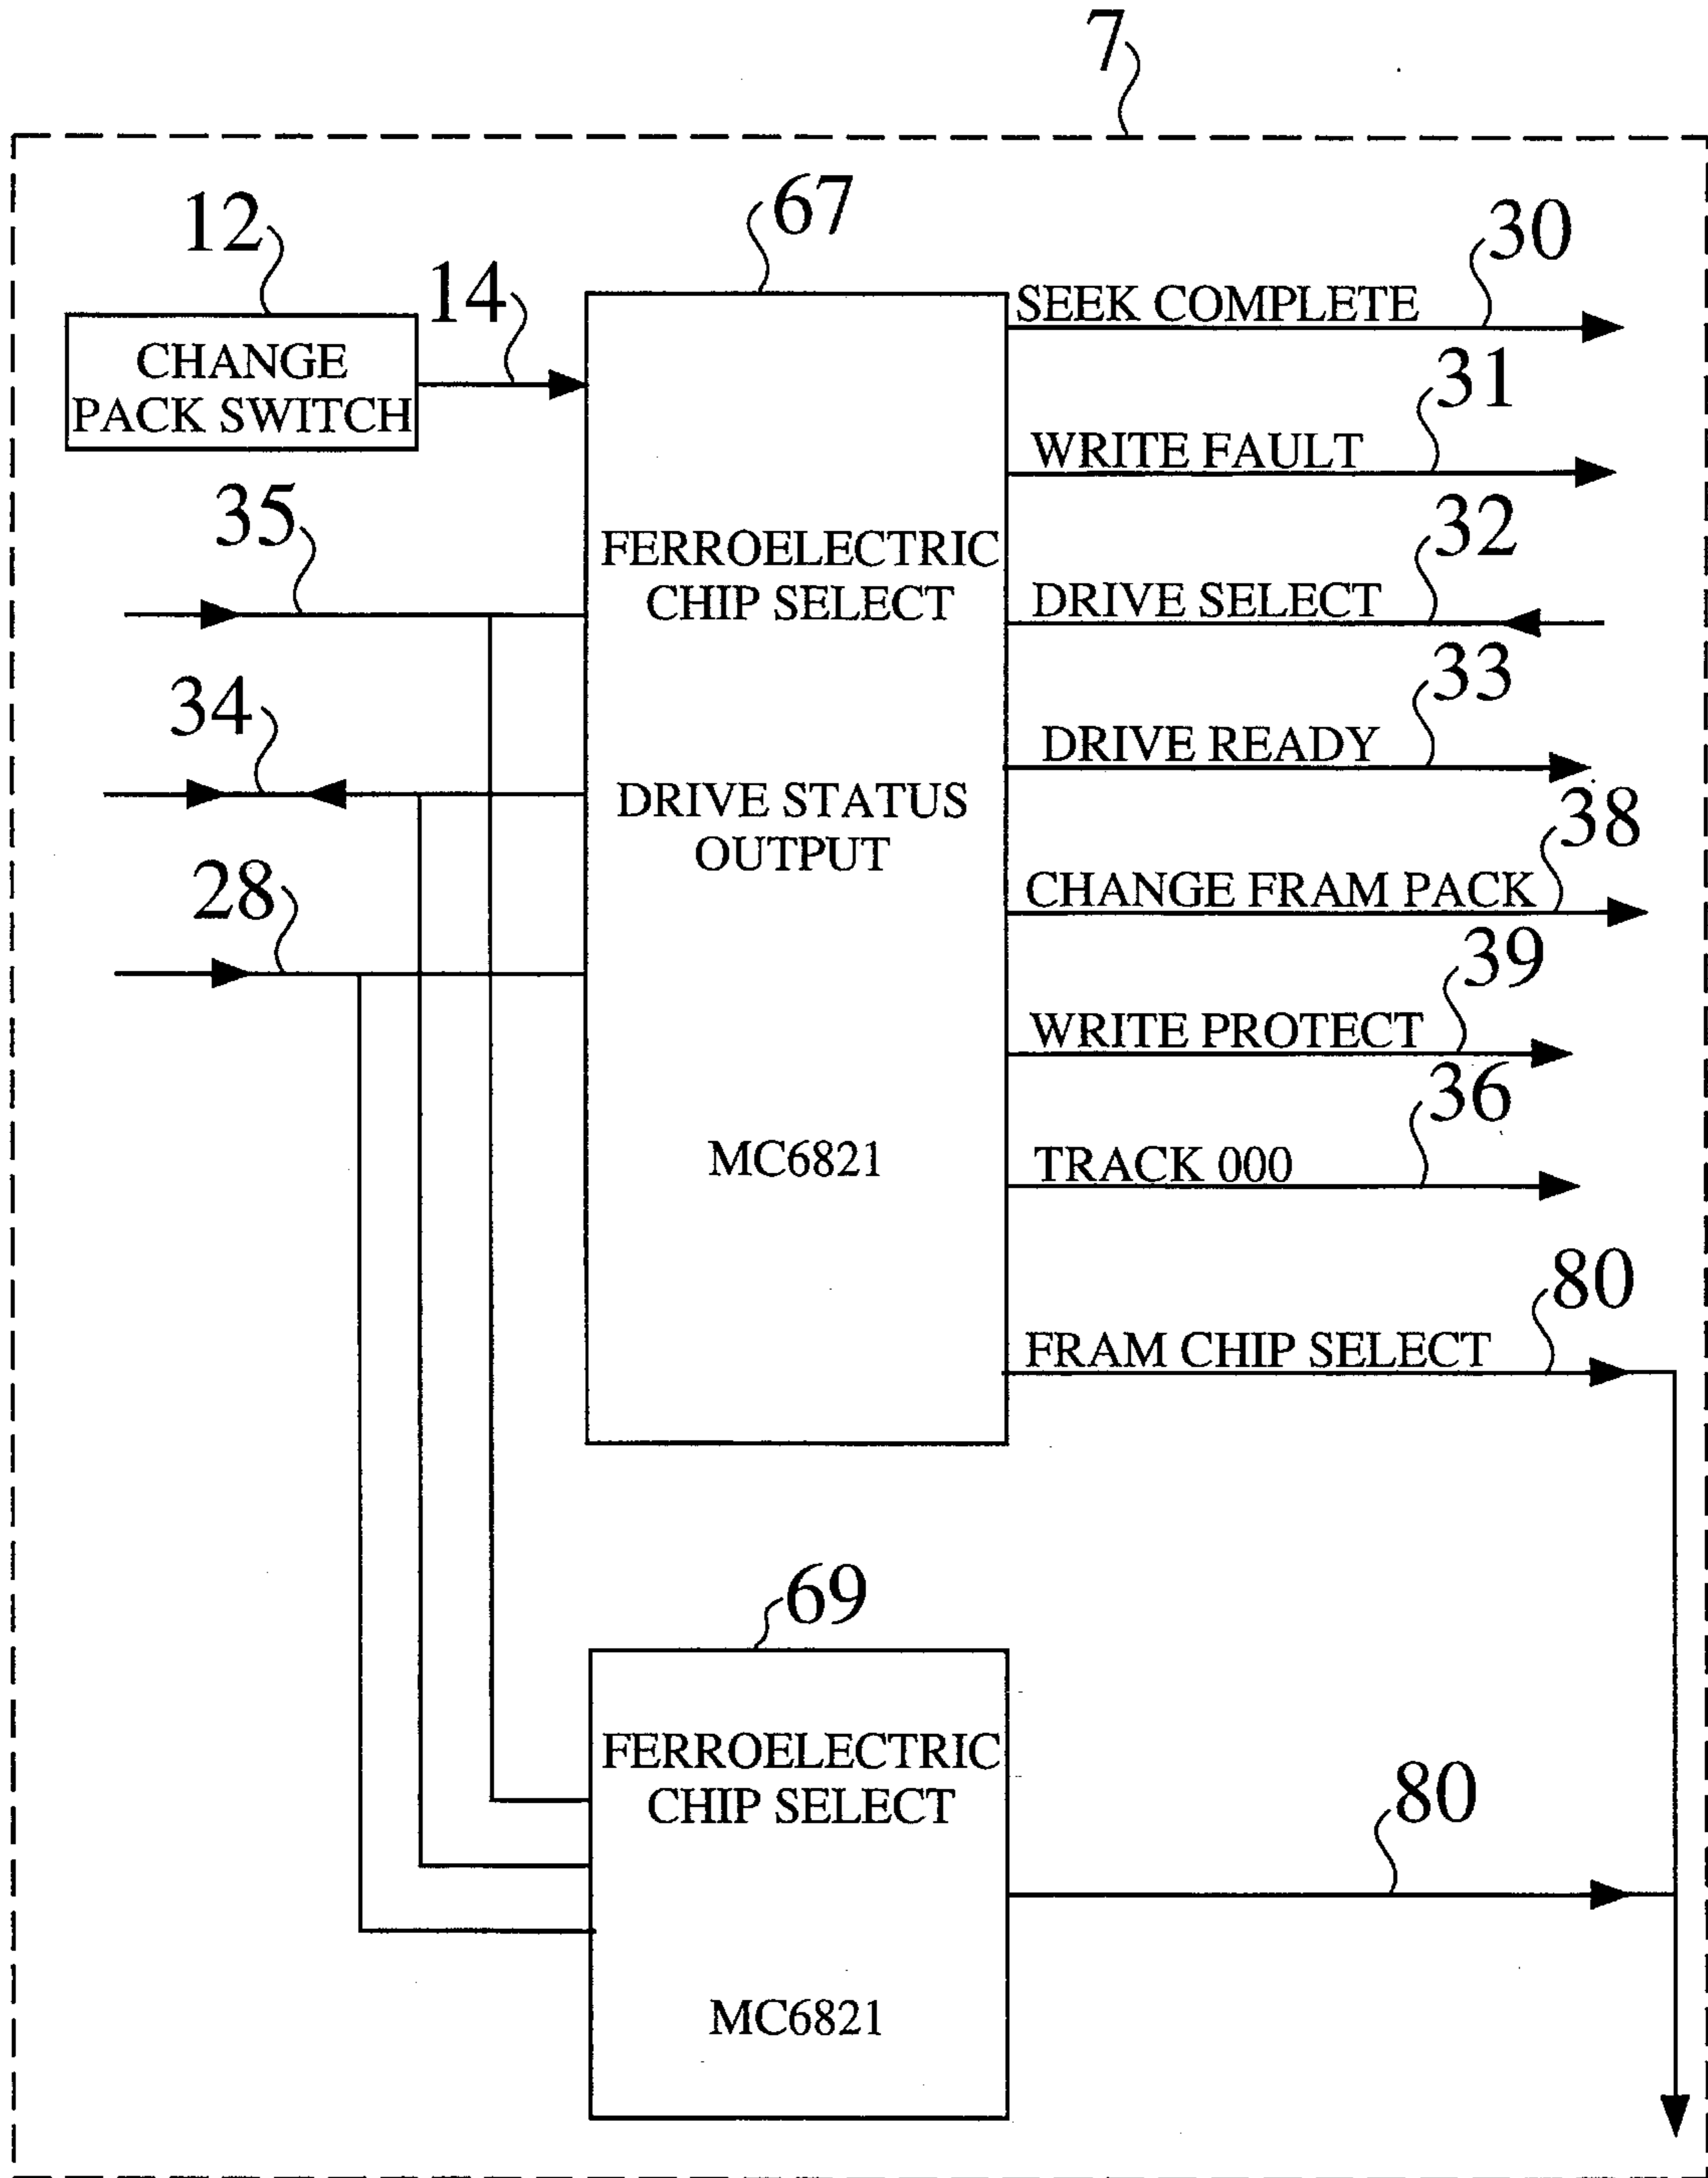 7
12
14
67
30
CHANGE
PACK SWITCH
SEEK COMPLETE
31
WRITE FAULT
35
32
FERROELECTRIC
CHIP SELECT
DRIVE SELECT
34
33
DRIVE READY
DRIVE STATUS
OUTPUT
38
28
CHANGE FRAM PACK
39
WRITE PROTECT
36
MC6821
TRACK 000
80
FRAM CHIP SELECT
69
FERROELECTRIC
CHIP SELECT
80
MC6821